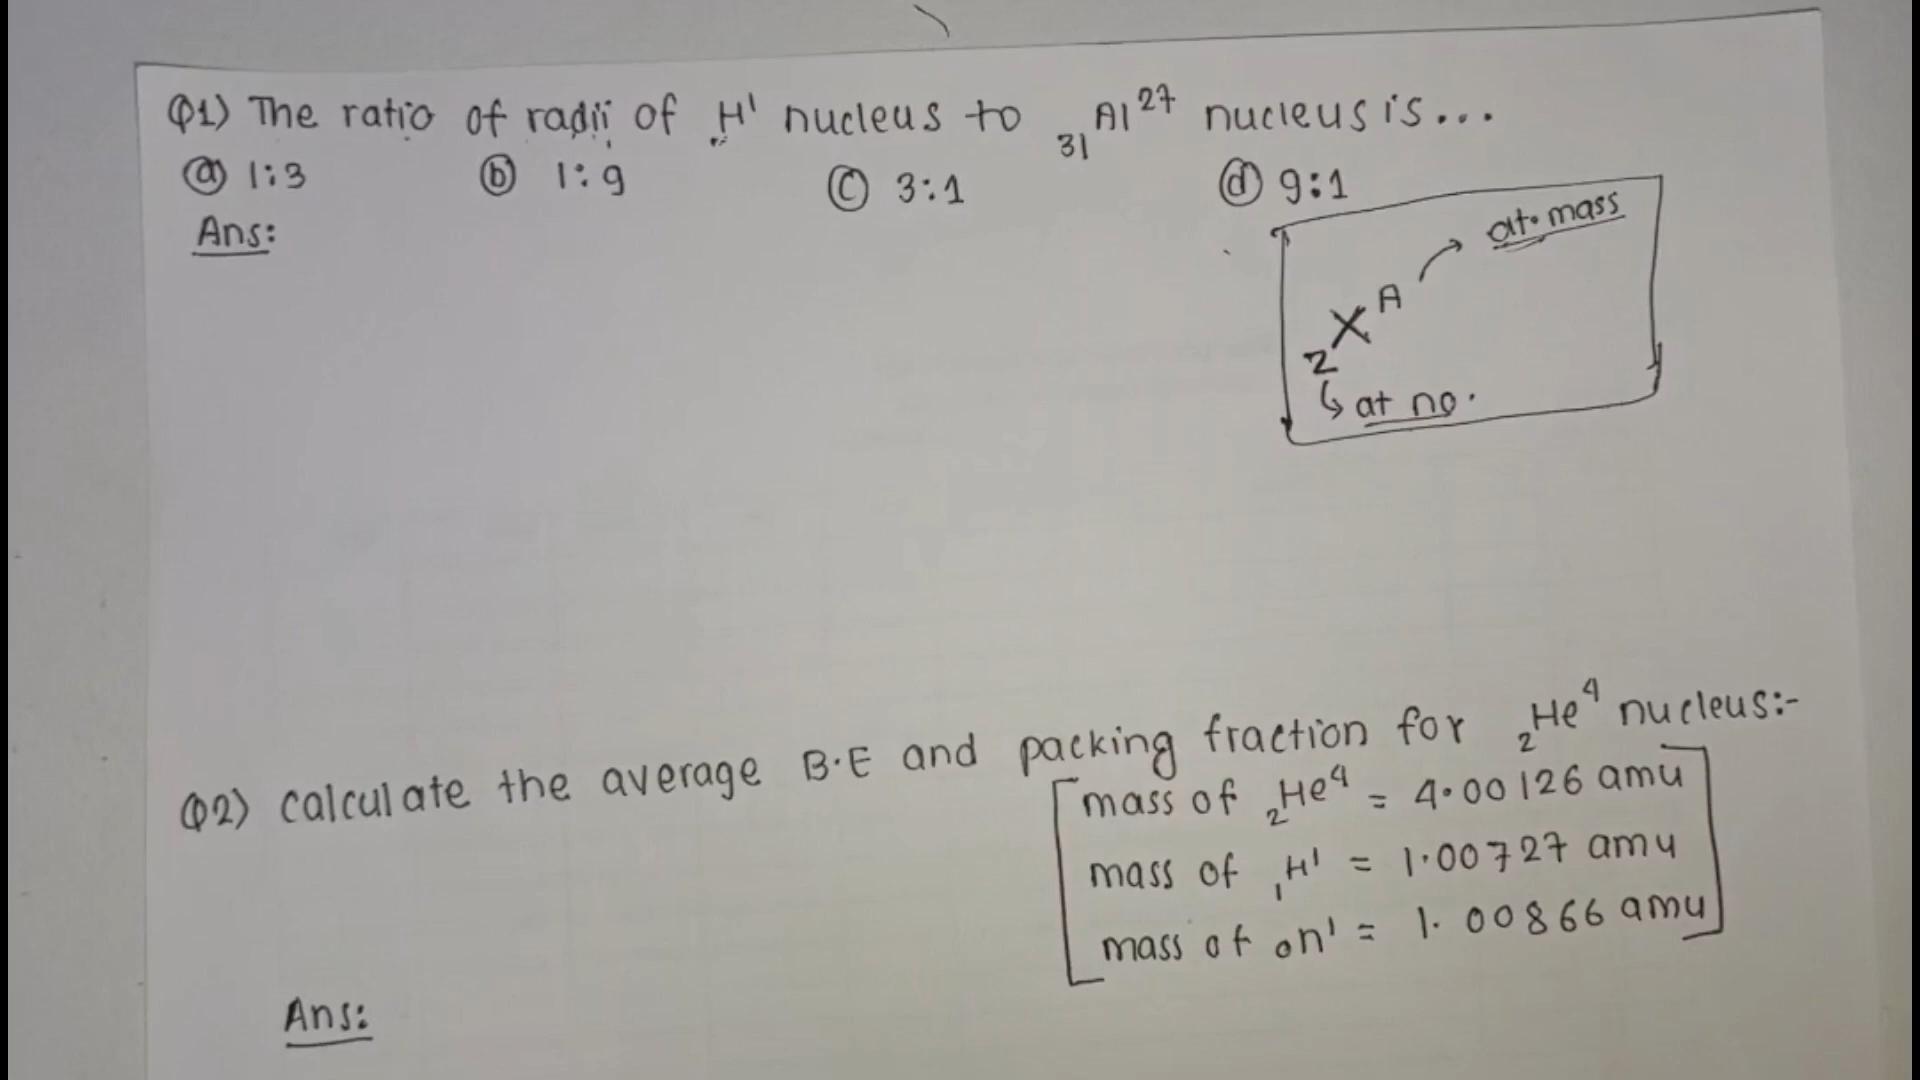 Q1) The ratio of radii of H¹ nucleus to ₃₁Al²⁷ nucleus is...
ⓐ 1:3 ⓑ 1:9 ⓒ 3:1 ⓓ 9:1
Ans:
at. mass
zXᴬ
↳ at no.
Q2) calculate the average B.E and packing fraction for ₂He⁴ nucleus:-
mass of ₂He⁴ = 4.00126 amu
mass of ₁H¹ = 1.00727 amu
mass of ₀n¹ = 1.00866 amu
Ans: